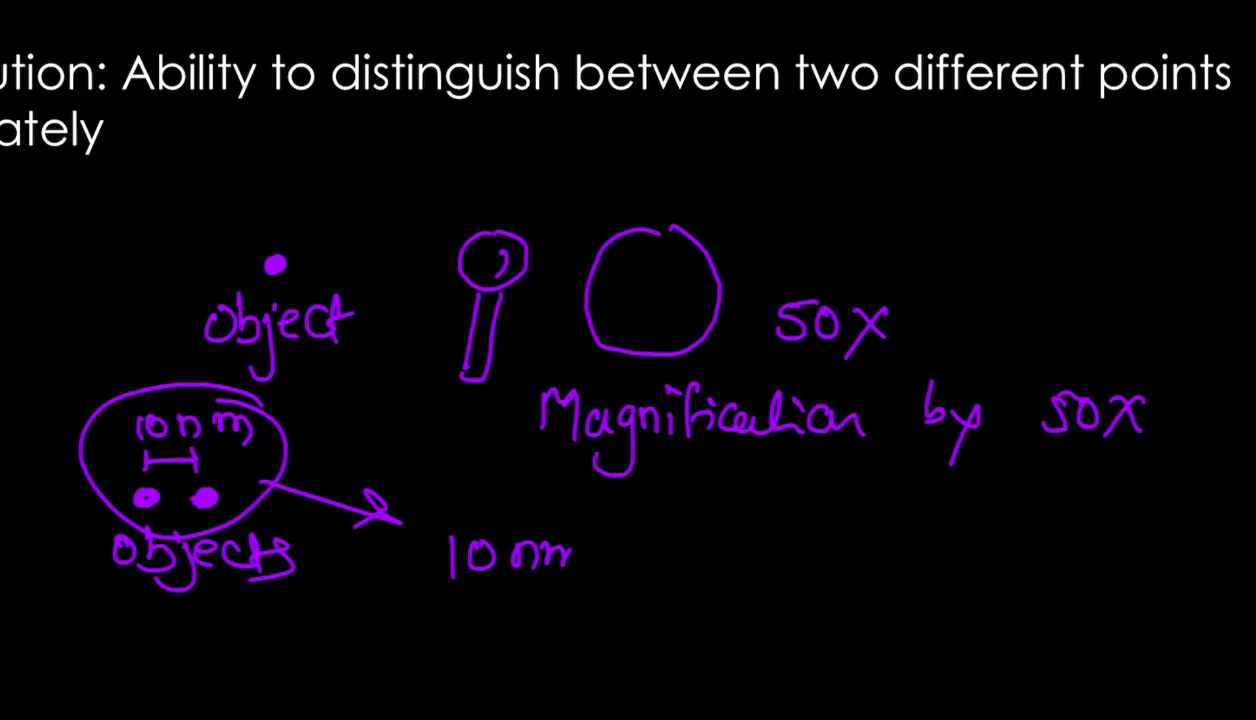 ution: Ability to distinguish between two different points
ately
object
50X
Magnification by 50X
10nm
objects
10nm